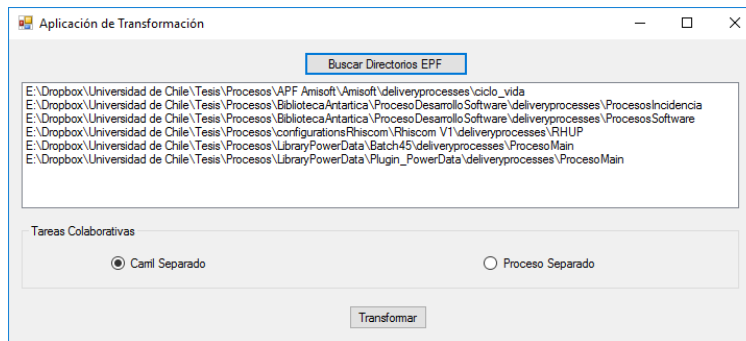 Aplicación de Transformación
Buscar Directorios EPF
E:\Dropbox\Universidad de Chile\Tesis\Procesos\APF Amisoft\Amisoft\deliveryprocesses\ciclo_vida
E:\Dropbox\Universidad de Chile\Tesis\Procesos\BibliotecaAntartica\ProcesoDesarrolloSoftware\deliveryprocesses\ProcesosIncidencia
E:\Dropbox\Universidad de Chile\Tesis\Procesos\BibliotecaAntartica\ProcesoDesarrolloSoftware\deliveryprocesses\ProcesosSoftware
E:\Dropbox\Universidad de Chile\Tesis\Procesos\configurationsRhiscom\Rhiscom V1\deliveryprocesses\RHUP
E:\Dropbox\Universidad de Chile\Tesis\Procesos\LibraryPowerData\Batch45\deliveryprocesses\ProcesoMain
E:\Dropbox\Universidad de Chile\Tesis\Procesos\LibraryPowerData\Plugin_PowerData\deliveryprocesses\ProcesoMain
Tareas Colaborativas
Carril Separado
Proceso Separado
Transformar